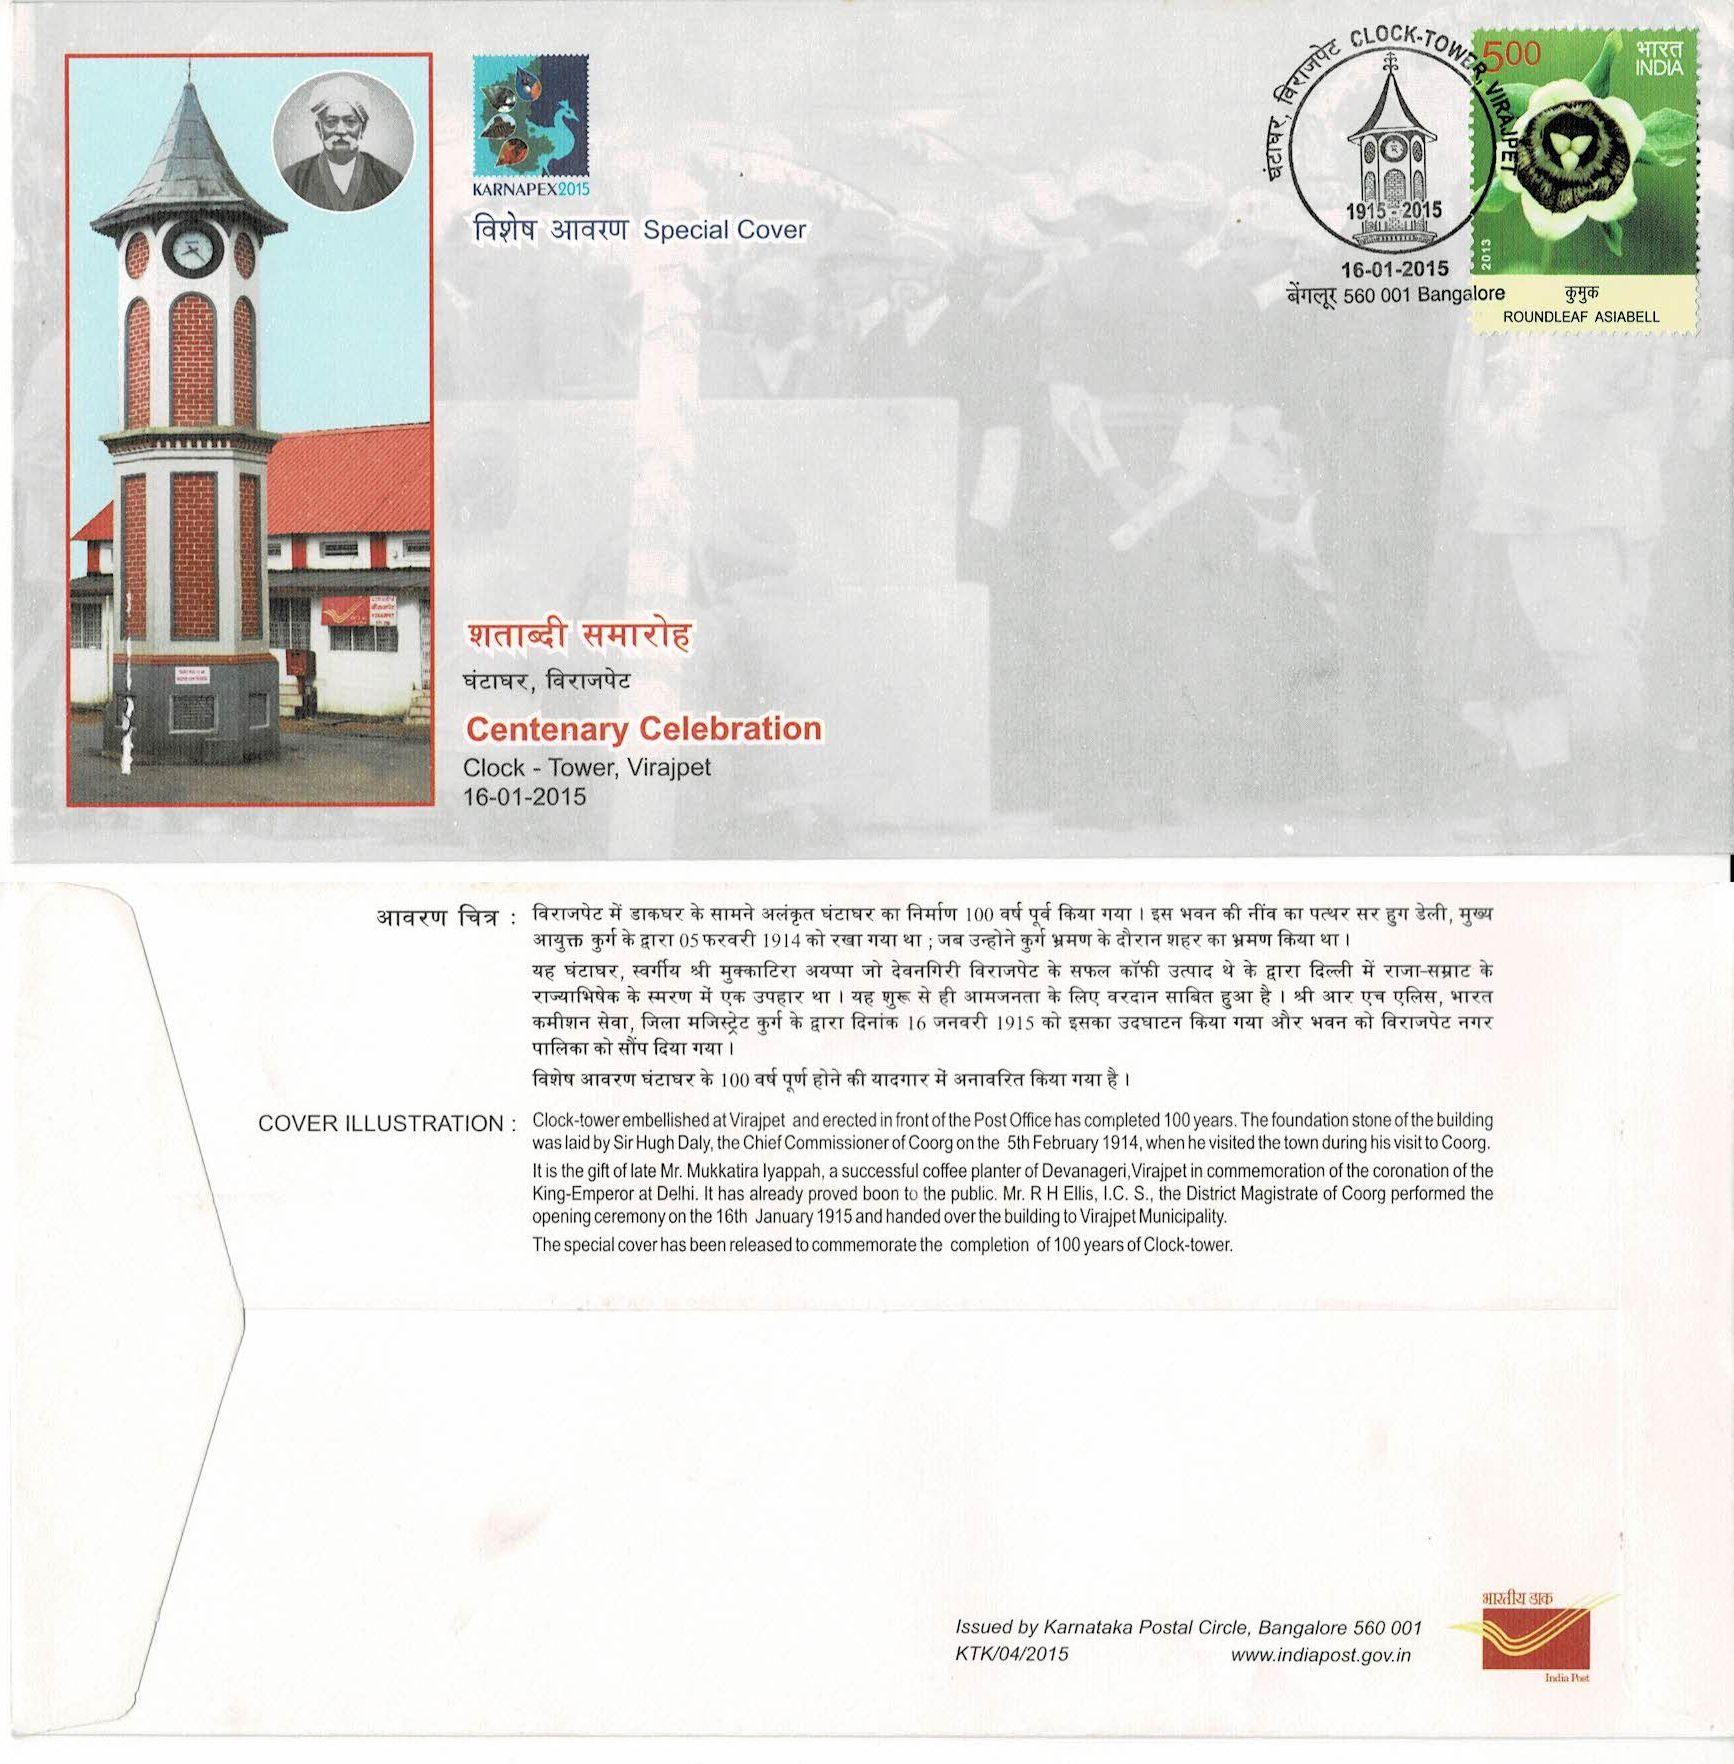 KARNAPEX2015
विशेष आवरण Special Cover
घंटाघर, विराजपेट CLOCK-TOWER, VIRAJPET
1915-2015
16-01-2015
बेंगलूर 560 001 Bangalore
500
भारत
INDIA
2013
कुमुक
ROUNDLEAF ASIABELL
शताब्दी समारोह
घंटाघर, विराजपेट
Centenary Celebration
Clock - Tower, Virajpet
16-01-2015
आवरण चित्र : विराजपेट में डाकघर के सामने अलंकृत घंटाघर का निर्माण 100 वर्ष पूर्व किया गया । इस भवन की नींव का पत्थर सर हुग डेली, मुख्य
आयुक्त कुर्ग के द्वारा 05 फरवरी 1914 को रखा गया था ; जब उन्होने कुर्ग भ्रमण के दौरान शहर का भ्रमण किया था ।
यह घंटाघर, स्वर्गीय श्री मुक्काटिरा अयप्पा जो देवनगिरी विराजपेट के सफल कॉफी उत्पाद थे के द्वारा दिल्ली में राजा-सम्राट के
राज्याभिषेक के स्मरण में एक उपहार था । यह शुरू से ही आमजनता के लिए वरदान साबित हुआ है । श्री आर एच एलिस, भारत
कमीशन सेवा, जिला मजिस्ट्रेट कुर्ग के द्वारा दिनांक 16 जनवरी 1915 को इसका उदघाटन किया गया और भवन को विराजपेट नगर
पालिका को सौंप दिया गया ।
विशेष आवरण घंटाघर के 100 वर्ष पूर्ण होने की यादगार में अनावरित किया गया है ।
COVER ILLUSTRATION : Clock-tower embellished at Virajpet and erected in front of the Post Office has completed 100 years. The foundation stone of the building
was laid by Sir Hugh Daly, the Chief Commissioner of Coorg on the 5th February 1914, when he visited the town during his visit to Coorg.
It is the gift of late Mr. Mukkatira Iyappah, a successful coffee planter of Devanageri, Virajpet in commemoration of the coronation of the
King-Emperor at Delhi. It has already proved boon to the public. Mr. R H Ellis, I.C. S., the District Magistrate of Coorg performed the
opening ceremony on the 16th January 1915 and handed over the building to Virajpet Municipality.
The special cover has been released to commemorate the completion of 100 years of Clock-tower.
Issued by Karnataka Postal Circle, Bangalore 560 001
KTK/04/2015 www.indiapost.gov.in
भारतीय डाक
India Post